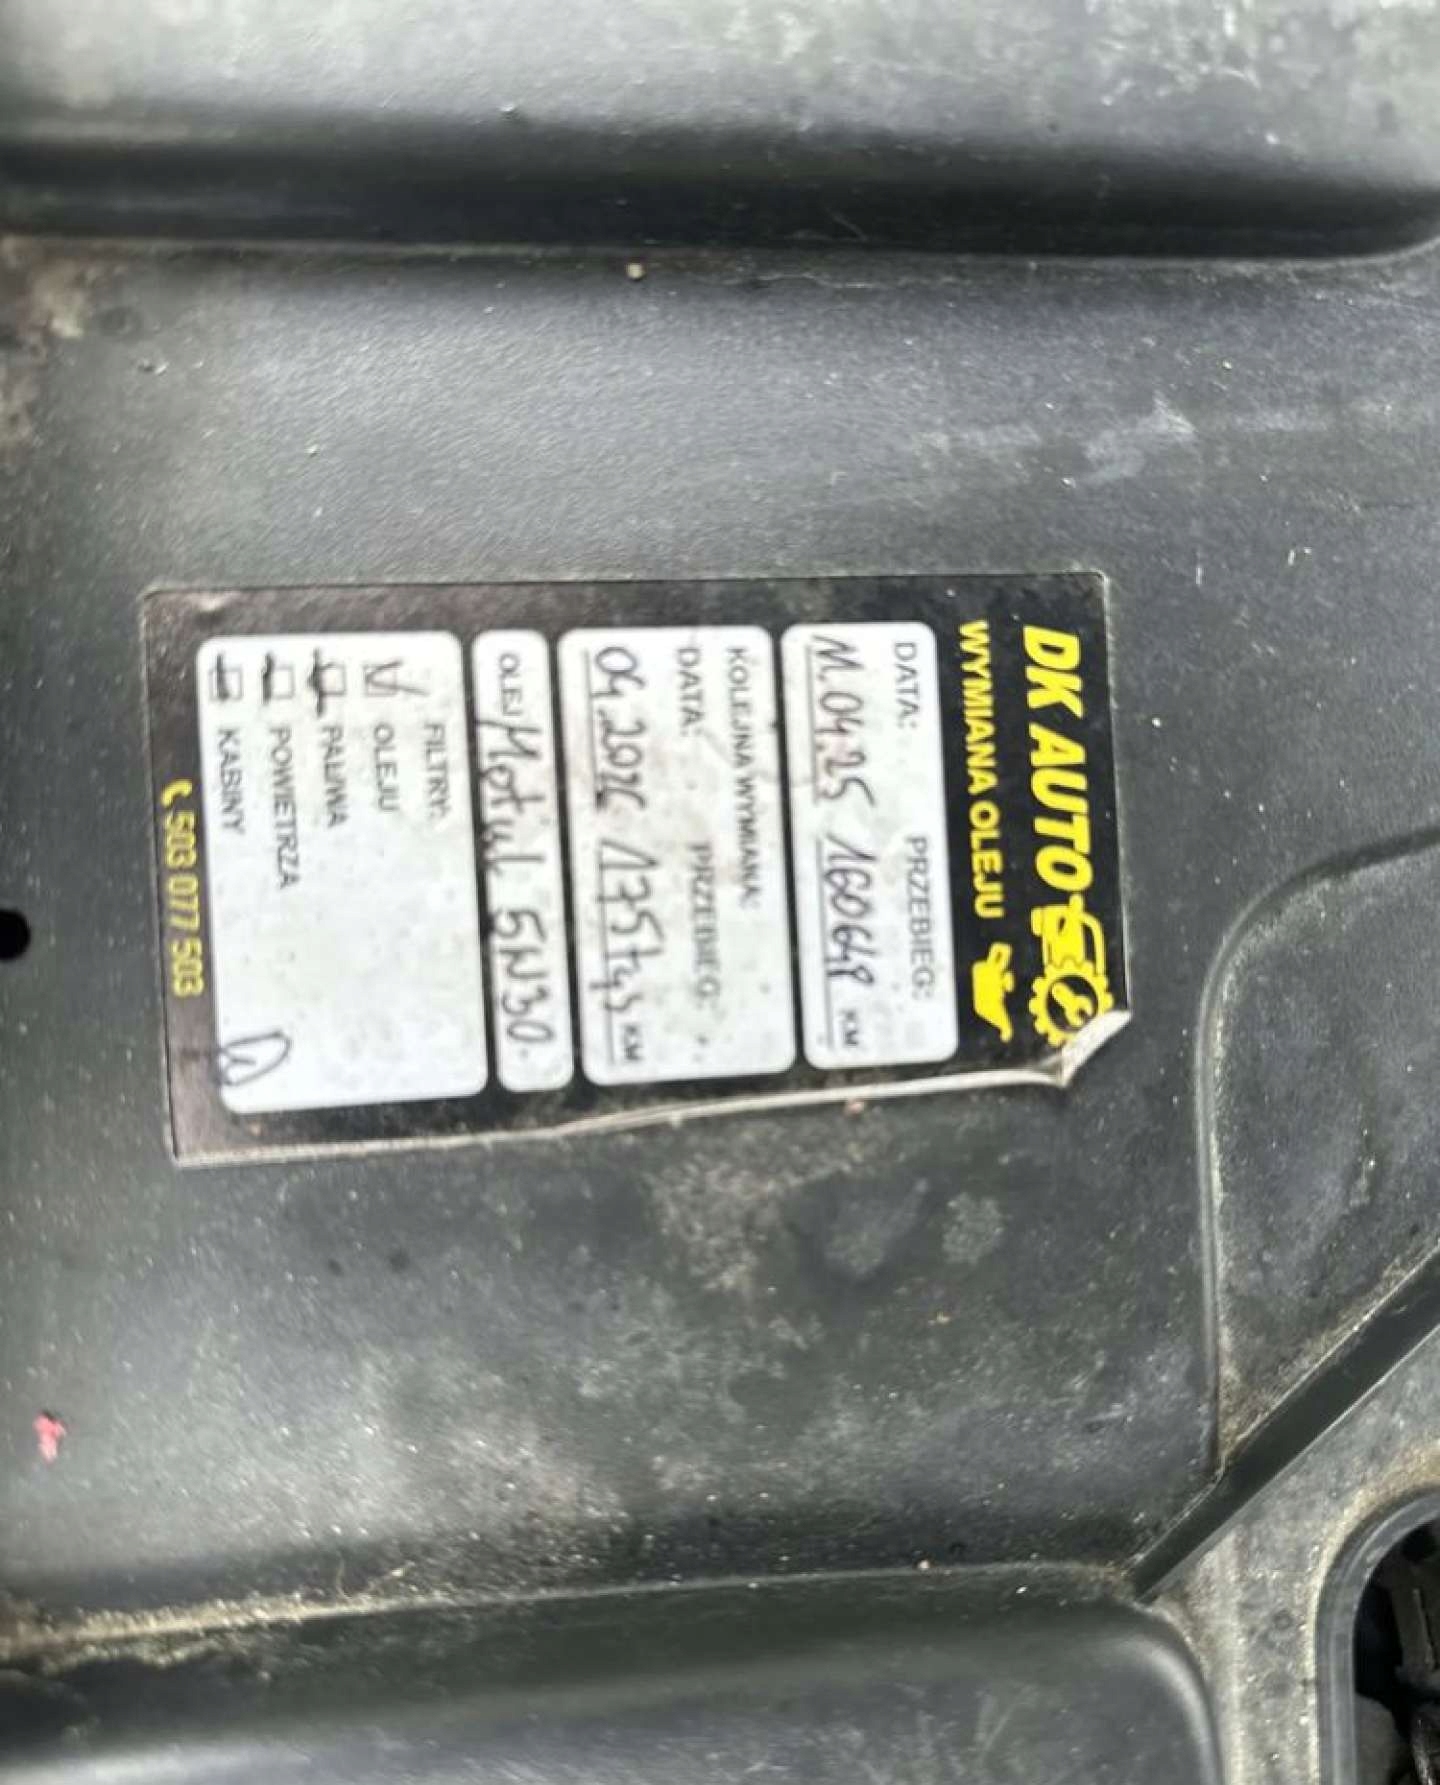 DK AUTO
WYMIANA OLEJU
DATA: PRZEBIEG:
11.04.25 160648 KM
KOLEJNA WYMIANA:
DATA: PRZEBIEG:
04.2026 175tyś KM
OLEJ Motul 5W30.
FILTRY:
OLEJU
PALIWA
POWIETRZA
KABINY
503 077 503